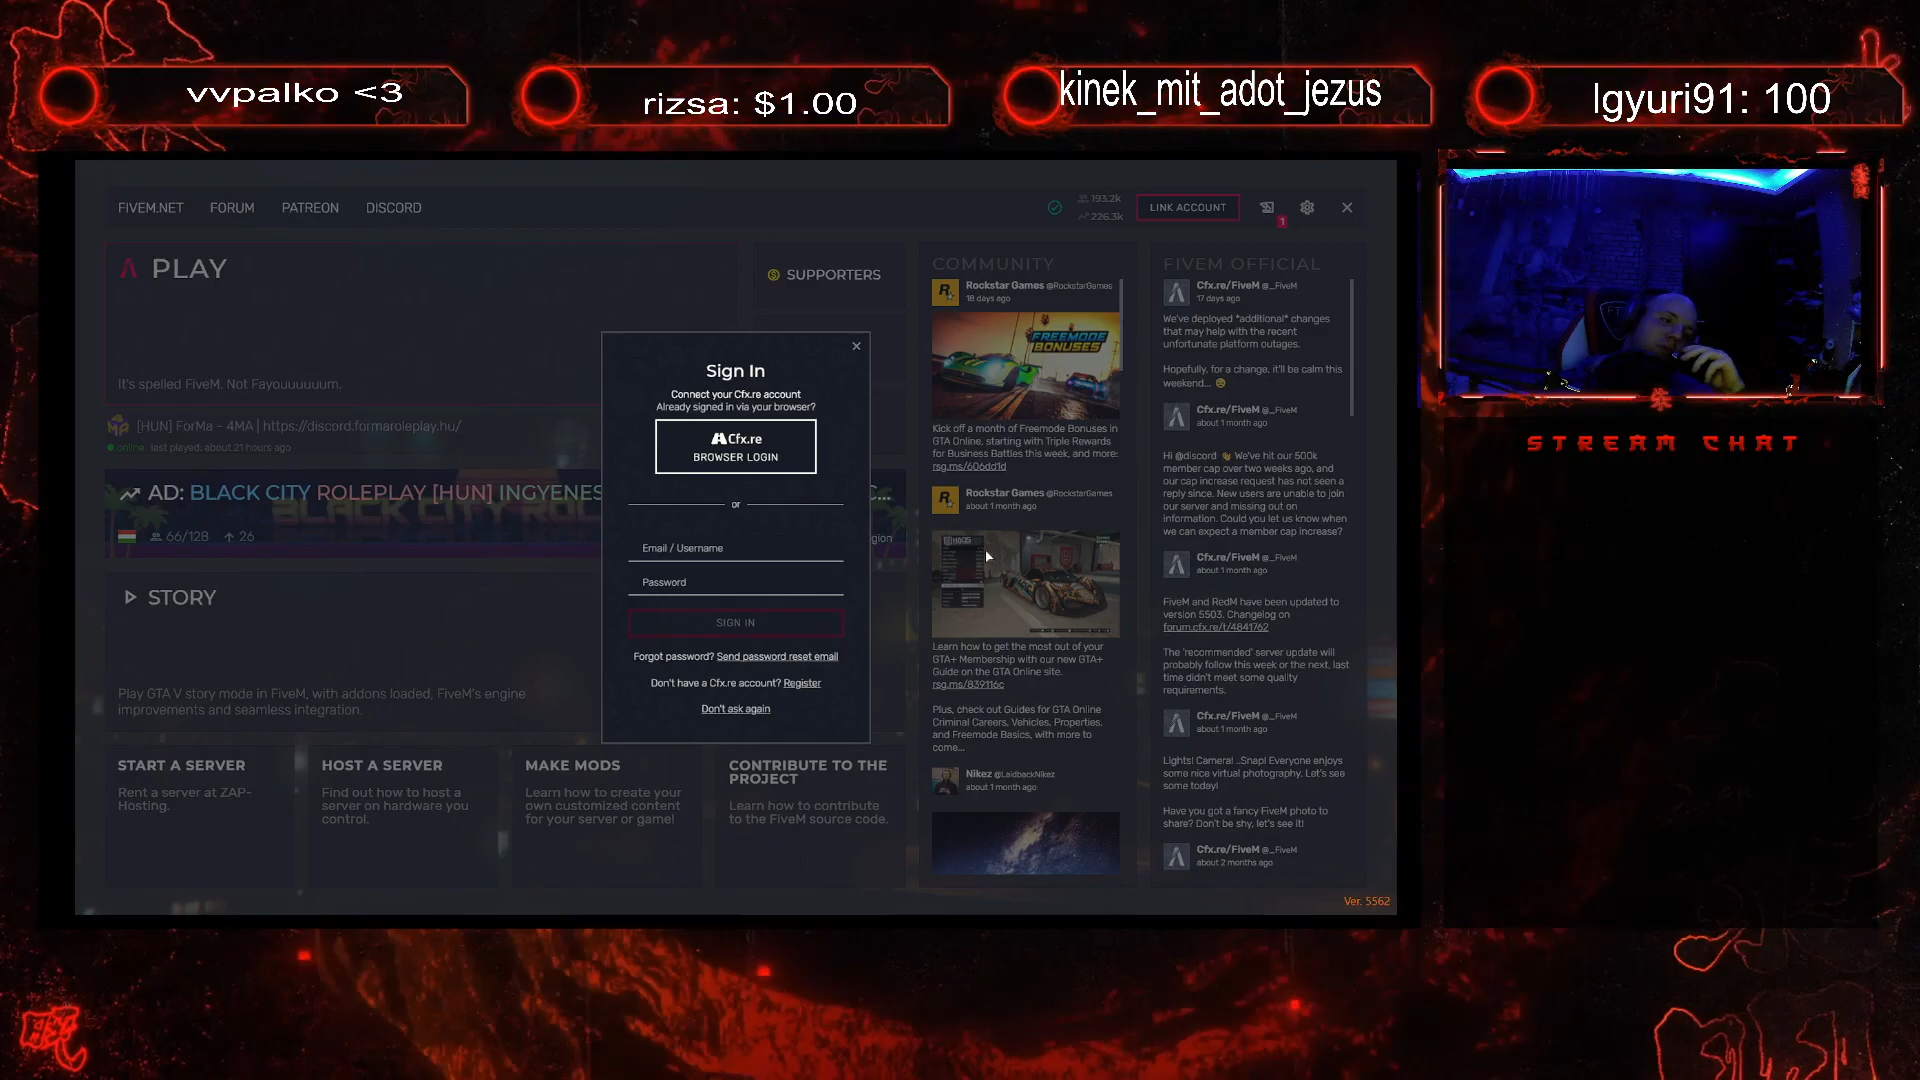 vvpalko <3
rizsa: $1.00
kinek_mit_adot_jezus
lgyuri91: 100
FIVEM.NET
FORUM
PATREON
DISCORD
193.2k
226.3k
LINK ACCOUNT
1
PLAY
It's spelled FiveM. Not Fayouuuuuum.
SUPPORTERS
[HUN] ForMa - 4MA | https://discord.formaroleplay.hu/
online last played: about 21 hours ago
AD: BLACK CITY ROLEPLAY [HUN] INGYENES
C...
66/128
26
gion
STORY
Play GTA V story mode in FiveM, with addons loaded, FiveM's engine
improvements and seamless integration.
START A SERVER
Rent a server at ZAP-
Hosting.
HOST A SERVER
Find out how to host a
server on hardware you
control.
MAKE MODS
Learn how to create your
own customized content
for your server or game!
CONTRIBUTE TO THE
PROJECT
Learn how to contribute
to the FiveM source code.
Sign In
Connect your Cfx.re account
Already signed in via your browser?
Cfx.re
BROWSER LOGIN
or
Email / Username
Password
SIGN IN
Forgot password? Send password reset email
Don't have a Cfx.re account? Register
Don't ask again
COMMUNITY
Rockstar Games @RockstarGames
18 days ago
FREEMODE
BONUSES
Kick off a month of Freemode Bonuses in
GTA Online, starting with Triple Rewards
for Business Battles this week, and more:
rsg.ms/606dd1d
Rockstar Games @RockstarGames
about 1 month ago
Learn how to get the most out of your
GTA+ Membership with our new GTA+
Guide on the GTA Online site.
rsg.ms/839116c
Plus, check out Guides for GTA Online
Criminal Careers, Vehicles, Properties,
and Freemode Basics, with more to
come...
Nikez @LaidbackNikez
about 1 month ago
FIVEM OFFICIAL
Cfx.re/FiveM @_FiveM
17 days ago
We've deployed *additional* changes
that may help with the recent
unfortunate platform outages.
Hopefully, for a change, it'll be calm this
weekend...
Cfx.re/FiveM @_FiveM
about 1 month ago
Hi @discord 👋 We've hit our 500k
member cap over two weeks ago, and
our cap increase request has not seen a
reply since. New users are unable to join
our server and missing out on
information. Could you let us know when
we can expect a member cap increase?
Cfx.re/FiveM @_FiveM
about 1 month ago
FiveM and RedM have been updated to
version 5503. Changelog on
forum.cfx.re/t/4841762
The 'recommended' server update will
probably follow this week or the next, last
time didn't meet some quality
requirements.
Cfx.re/FiveM @_FiveM
about 1 month ago
Lights! Camera! ..Snap! Everyone enjoys
some nice virtual photography. Let's see
some today!
Have you got a fancy FiveM photo to
share? Don't be shy, let's see it!
Cfx.re/FiveM @_FiveM
about 2 months ago
Ver. 5562
STREAM CHAT